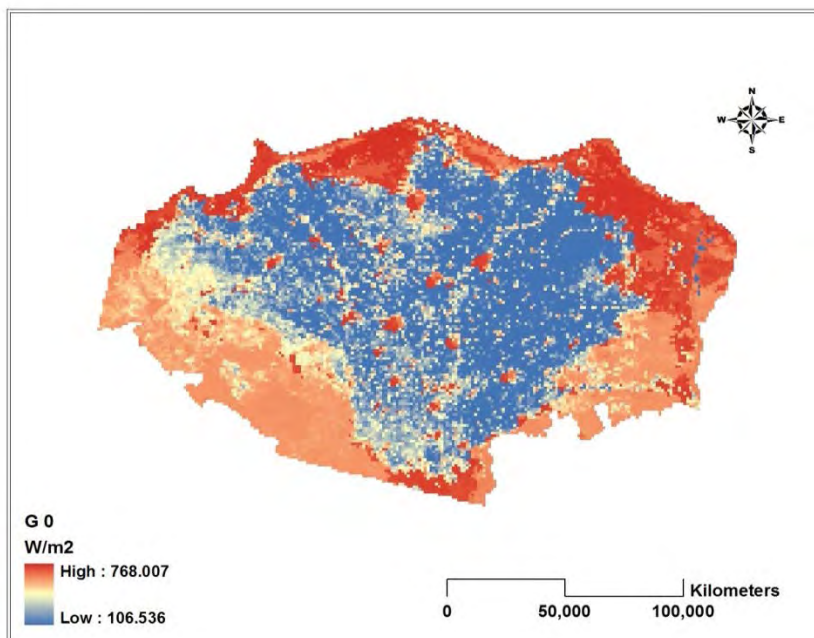 N
W E
S
G 0
W/m2
High : 768.007
Low : 106.536
Kilometers
0 50,000 100,000